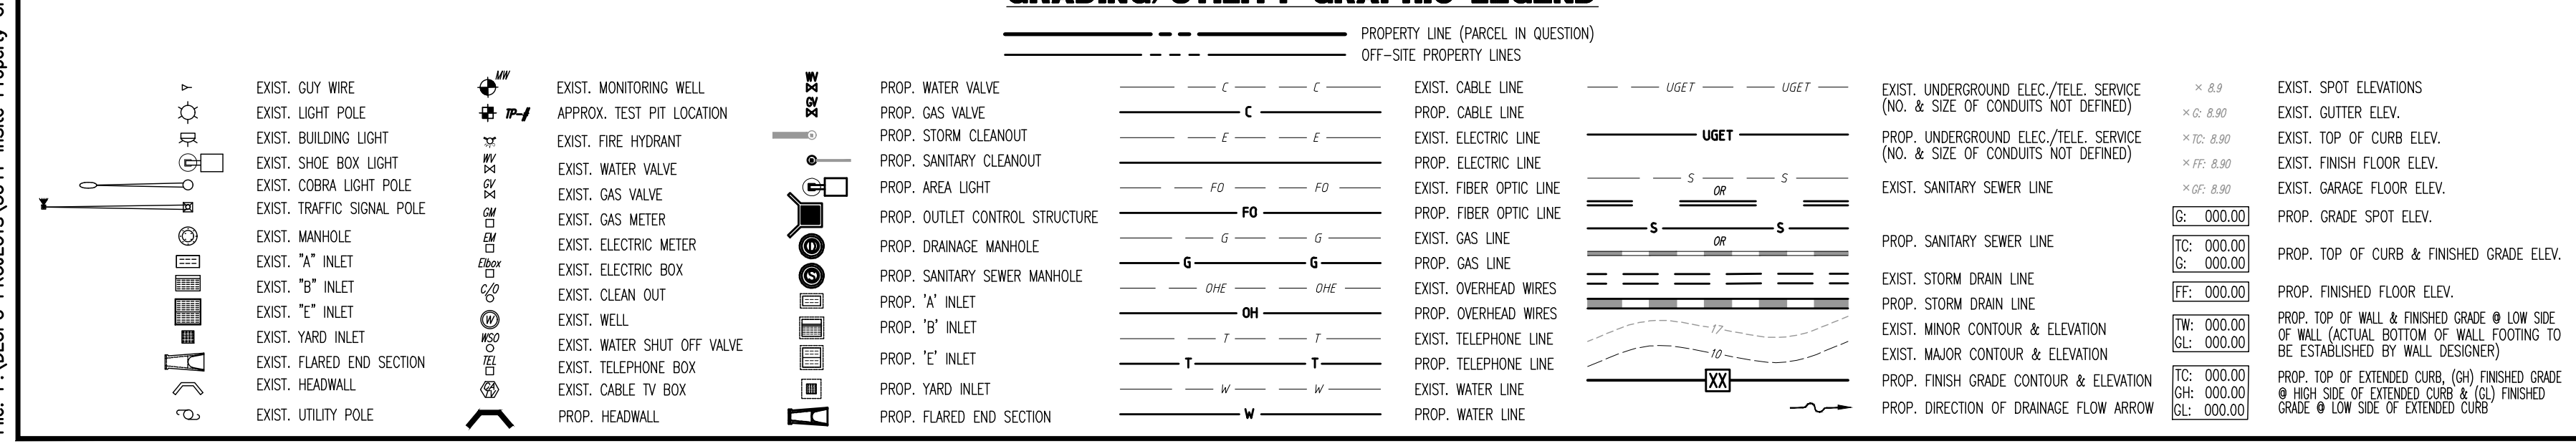 GRADING/UTILITY GRAPHIC LEGEND
PROPERTY LINE (PARCEL IN QUESTION)
OFF-SITE PROPERTY LINES
EXIST. GUY WIRE
EXIST. LIGHT POLE
EXIST. BUILDING LIGHT
EXIST. SHOE BOX LIGHT
EXIST. COBRA LIGHT POLE
EXIST. TRAFFIC SIGNAL POLE
EXIST. MANHOLE
EXIST. "A" INLET
EXIST. "B" INLET
EXIST. "E" INLET
EXIST. YARD INLET
EXIST. FLARED END SECTION
EXIST. HEADWALL
EXIST. UTILITY POLE
MW EXIST. MONITORING WELL
TP-# APPROX. TEST PIT LOCATION
EXIST. FIRE HYDRANT
WV EXIST. WATER VALVE
GV EXIST. GAS VALVE
GM EXIST. GAS METER
EM EXIST. ELECTRIC METER
Elbox EXIST. ELECTRIC BOX
C/O EXIST. CLEAN OUT
W EXIST. WELL
WSO EXIST. WATER SHUT OFF VALVE
TEL EXIST. TELEPHONE BOX
EXIST. CABLE TV BOX
PROP. HEADWALL
WV PROP. WATER VALVE
GV PROP. GAS VALVE
PROP. STORM CLEANOUT
PROP. SANITARY CLEANOUT
PROP. AREA LIGHT
PROP. OUTLET CONTROL STRUCTURE
D PROP. DRAINAGE MANHOLE
S PROP. SANITARY SEWER MANHOLE
PROP. 'A' INLET
PROP. 'B' INLET
PROP. 'E' INLET
PROP. YARD INLET
PROP. FLARED END SECTION
C C EXIST. CABLE LINE
C PROP. CABLE LINE
E E EXIST. ELECTRIC LINE
PROP. ELECTRIC LINE
FO FO EXIST. FIBER OPTIC LINE
FO PROP. FIBER OPTIC LINE
G G EXIST. GAS LINE
G G PROP. GAS LINE
OHE OHE EXIST. OVERHEAD WIRES
OH PROP. OVERHEAD WIRES
T T EXIST. TELEPHONE LINE
T T PROP. TELEPHONE LINE
W W EXIST. WATER LINE
W PROP. WATER LINE
UGET UGET EXIST. UNDERGROUND ELEC./TELE. SERVICE
(NO. & SIZE OF CONDUITS NOT DEFINED)
UGET PROP. UNDERGROUND ELEC./TELE. SERVICE
(NO. & SIZE OF CONDUITS NOT DEFINED)
S S
OR EXIST. SANITARY SEWER LINE
S S
OR PROP. SANITARY SEWER LINE
EXIST. STORM DRAIN LINE
PROP. STORM DRAIN LINE
17 EXIST. MINOR CONTOUR & ELEVATION
10 EXIST. MAJOR CONTOUR & ELEVATION
XX PROP. FINISH GRADE CONTOUR & ELEVATION
PROP. DIRECTION OF DRAINAGE FLOW ARROW
× 8.9 EXIST. SPOT ELEVATIONS
× G: 8.90 EXIST. GUTTER ELEV.
× TC: 8.90 EXIST. TOP OF CURB ELEV.
× FF: 8.90 EXIST. FINISH FLOOR ELEV.
× GF: 8.90 EXIST. GARAGE FLOOR ELEV.
G: 000.00 PROP. GRADE SPOT ELEV.
TC: 000.00
G: 000.00
PROP. TOP OF CURB & FINISHED GRADE ELEV.
FF: 000.00 PROP. FINISHED FLOOR ELEV.
TW: 000.00
GL: 000.00
PROP. TOP OF WALL & FINISHED GRADE @ LOW SIDE
OF WALL (ACTUAL BOTTOM OF WALL FOOTING TO
BE ESTABLISHED BY WALL DESIGNER)
TC: 000.00
GH: 000.00
GL: 000.00
PROP. TOP OF EXTENDED CURB, (GH) FINISHED GRADE
@ HIGH SIDE OF EXTENDED CURB & (GL) FINISHED
GRADE @ LOW SIDE OF EXTENDED CURB